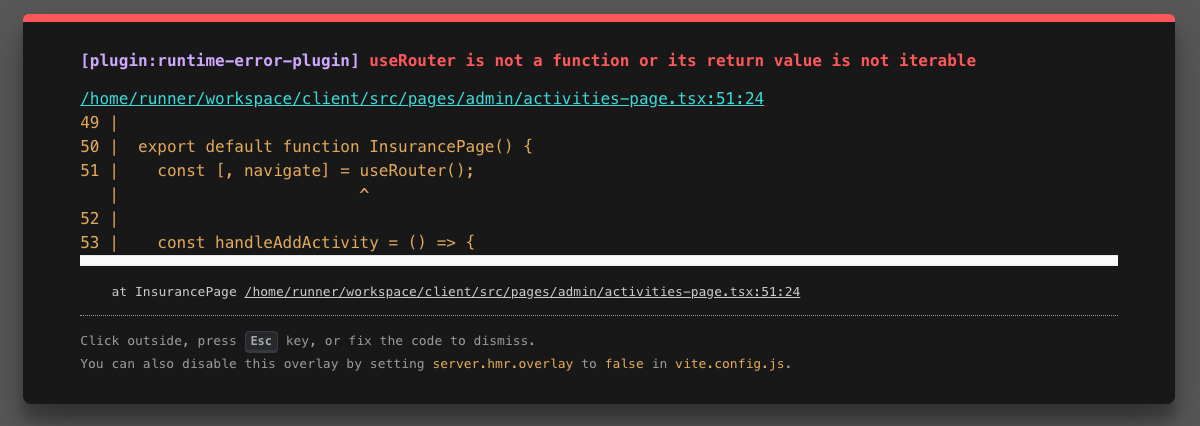 [plugin:runtime-error-plugin] useRouter is not a function or its return value is not iterable
/home/runner/workspace/client/src/pages/admin/activities-page.tsx:51:24
49 |
50 |  export default function InsurancePage() {
51 |    const [, navigate] = useRouter();
   |                         ^
52 |
53 |    const handleAddActivity = () => {
at InsurancePage /home/runner/workspace/client/src/pages/admin/activities-page.tsx:51:24
Click outside, press Esc key, or fix the code to dismiss.
You can also disable this overlay by setting server.hmr.overlay to false in vite.config.js.